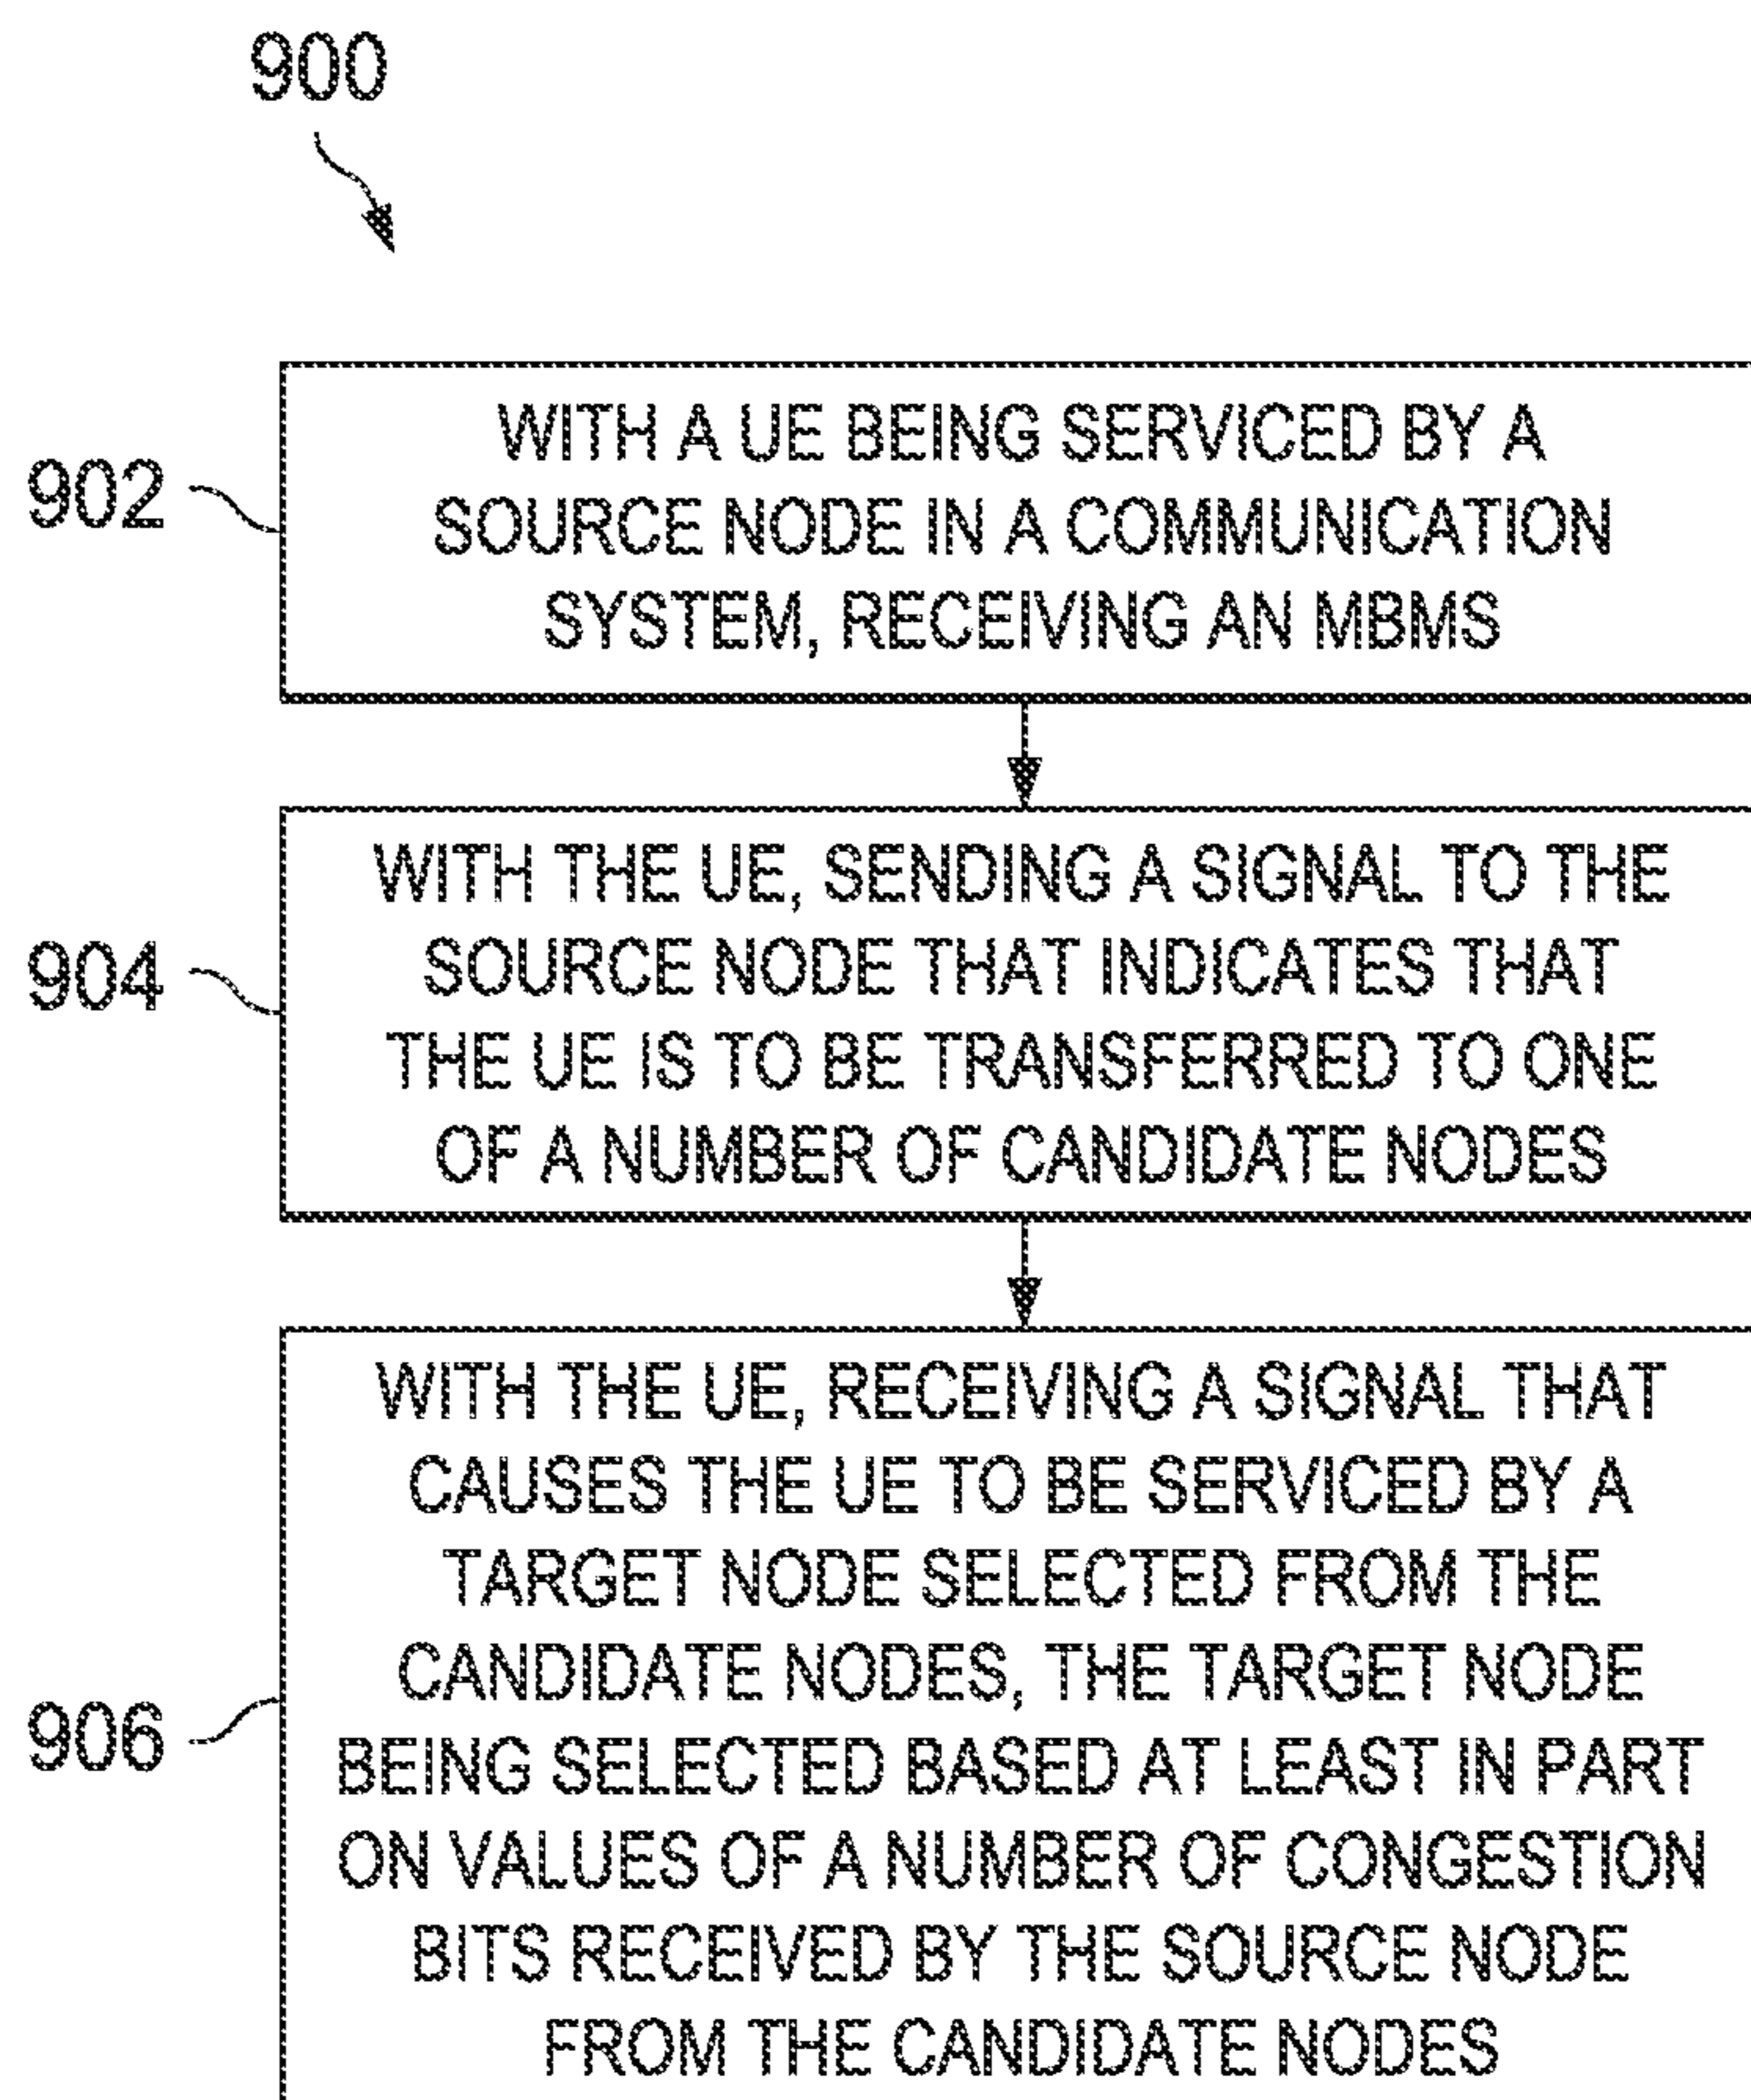 900
902
WITH A UE BEING SERVICED BY A
SOURCE NODE IN A COMMUNICATION
SYSTEM, RECEIVING AN MBMS
904
WITH THE UE, SENDING A SIGNAL TO THE
SOURCE NODE THAT INDICATES THAT
THE UE IS TO BE TRANSFERRED TO ONE
OF A NUMBER OF CANDIDATE NODES
906
WITH THE UE, RECEIVING A SIGNAL THAT
CAUSES THE UE TO BE SERVICED BY A
TARGET NODE SELECTED FROM THE
CANDIDATE NODES, THE TARGET NODE
BEING SELECTED BASED AT LEAST IN PART
ON VALUES OF A NUMBER OF CONGESTION
BITS RECEIVED BY THE SOURCE NODE
FROM THE CANDIDATE NODES